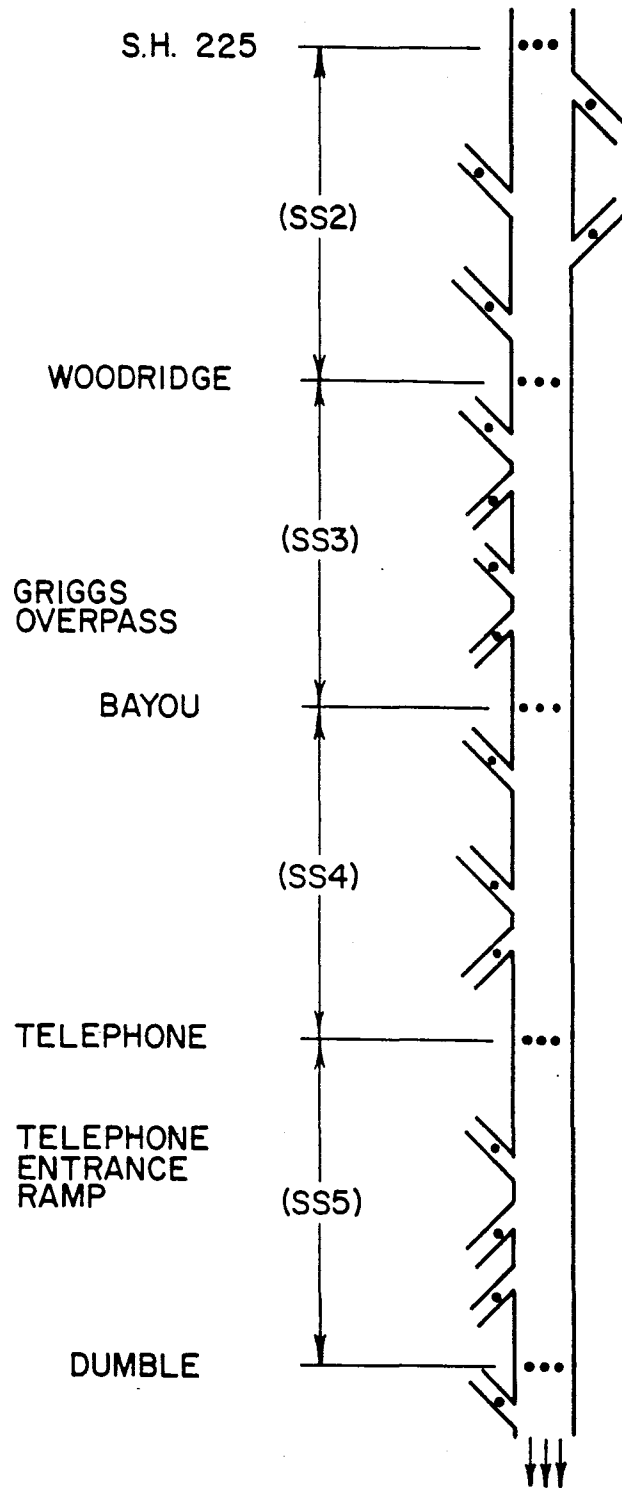 S.H. 225
(SS2)
WOODRIDGE
(SS3)
GRIGGS
OVERPASS
BAYOU
(SS4)
TELEPHONE
TELEPHONE
ENTRANCE
RAMP
(SS5)
DUMBLE